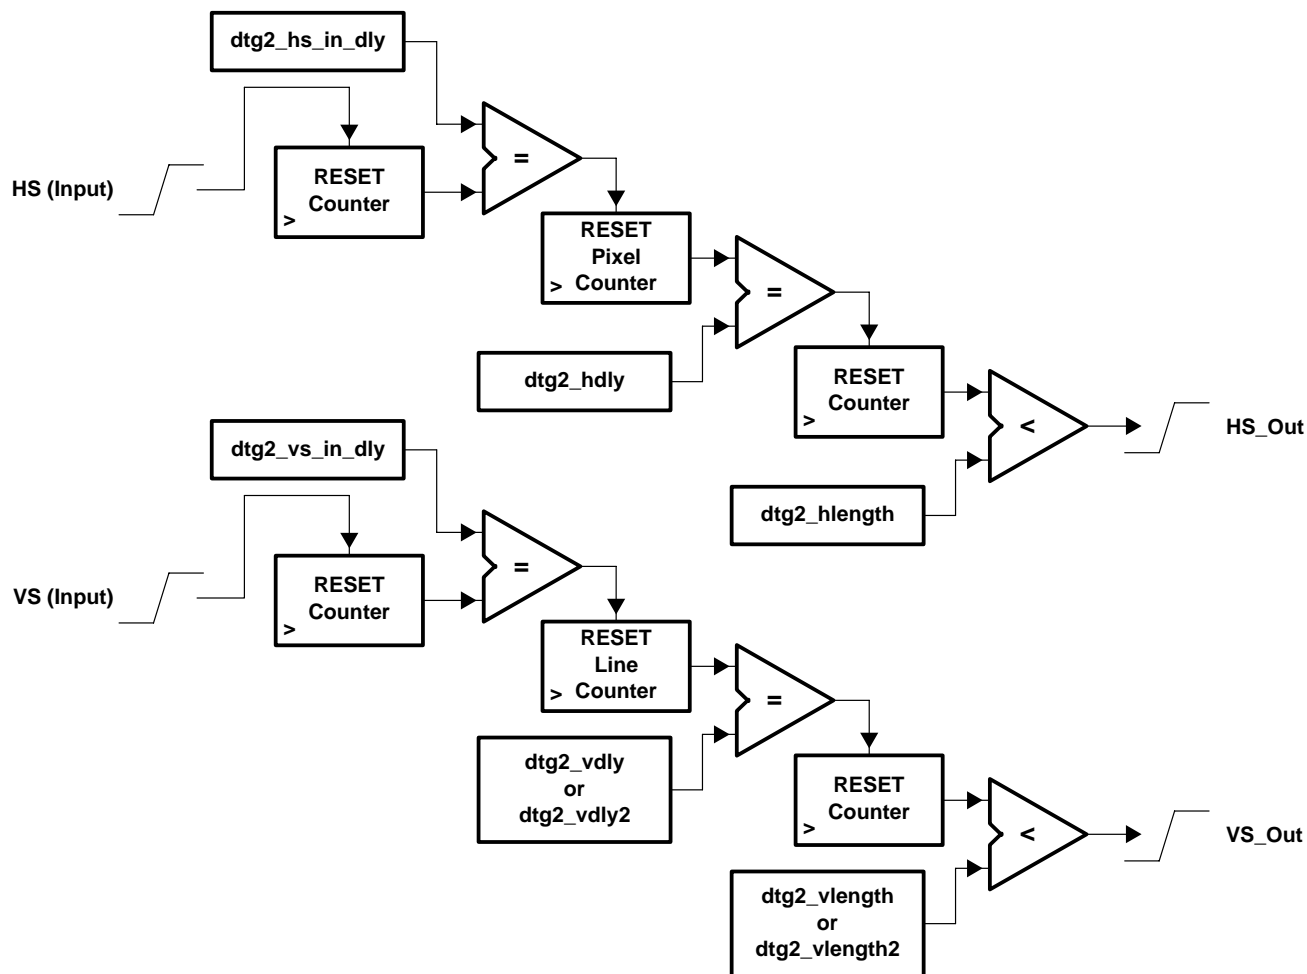 dtg2_hs_in_dly
HS (Input)
RESET
Counter
>
=
RESET
Pixel
Counter
>
=
dtg2_hdly
RESET
Counter
>
<
HS_Out
dtg2_hlength
dtg2_vs_in_dly
VS (Input)
RESET
Counter
>
=
RESET
Line
Counter
>
=
dtg2_vdly
or
dtg2_vdly2
RESET
Counter
>
<
VS_Out
dtg2_vlength
or
dtg2_vlength2